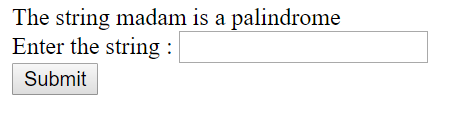 The string madam is a palindrome
Enter the string :
Submit